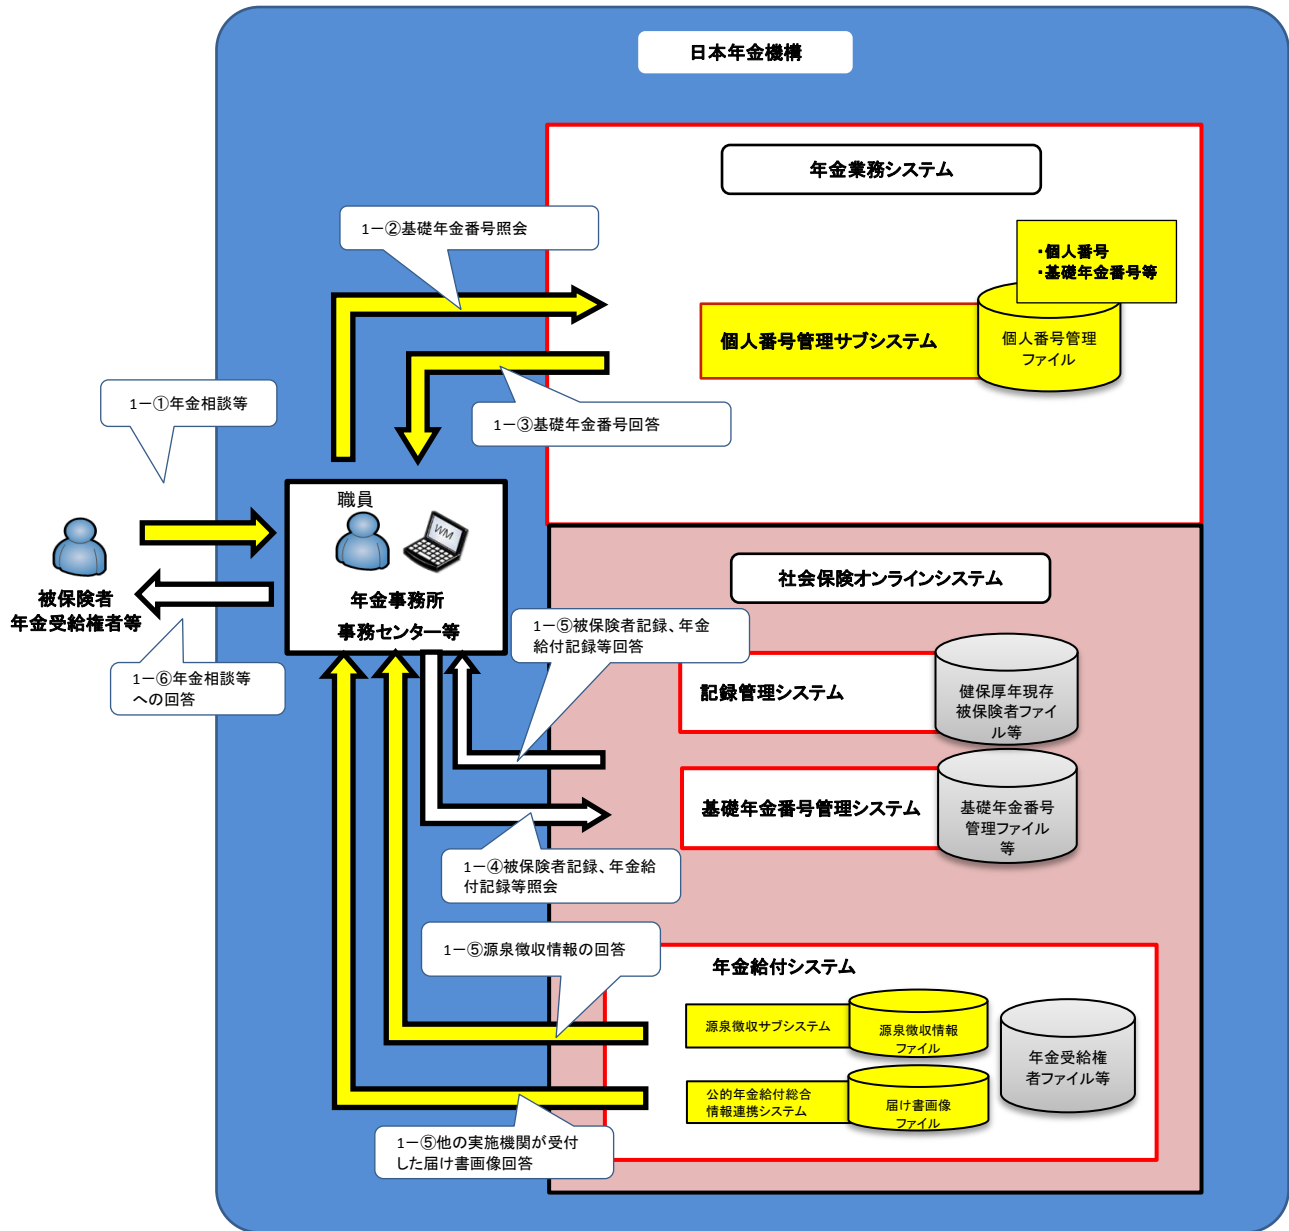 日本年金機構
年金業務システム
1－②基礎年金番号照会
・個人番号
・基礎年金番号等
個人番号管理サブシステム
個人番号管理
ファイル
1－①年金相談等
1－③基礎年金番号回答
職員
WM
年金事務所
事務センター等
被保険者
年金受給権者等
社会保険オンラインシステム
1－⑤被保険者記録、年金
給付記録等回答
1－⑥年金相談等
への回答
記録管理システム
健保厚年現存
被保険者ファイ
ル等
基礎年金番号管理システム
基礎年金番号
管理ファイル
等
1－④被保険者記録、年金給
付記録等照会
1－⑤源泉徴収情報の回答
年金給付システム
源泉徴収サブシステム
源泉徴収情報
ファイル
年金受給権
者ファイル等
公的年金給付総合
情報連携システム
届け書画像
ファイル
1－⑤他の実施機関が受付
した届け書画像回答